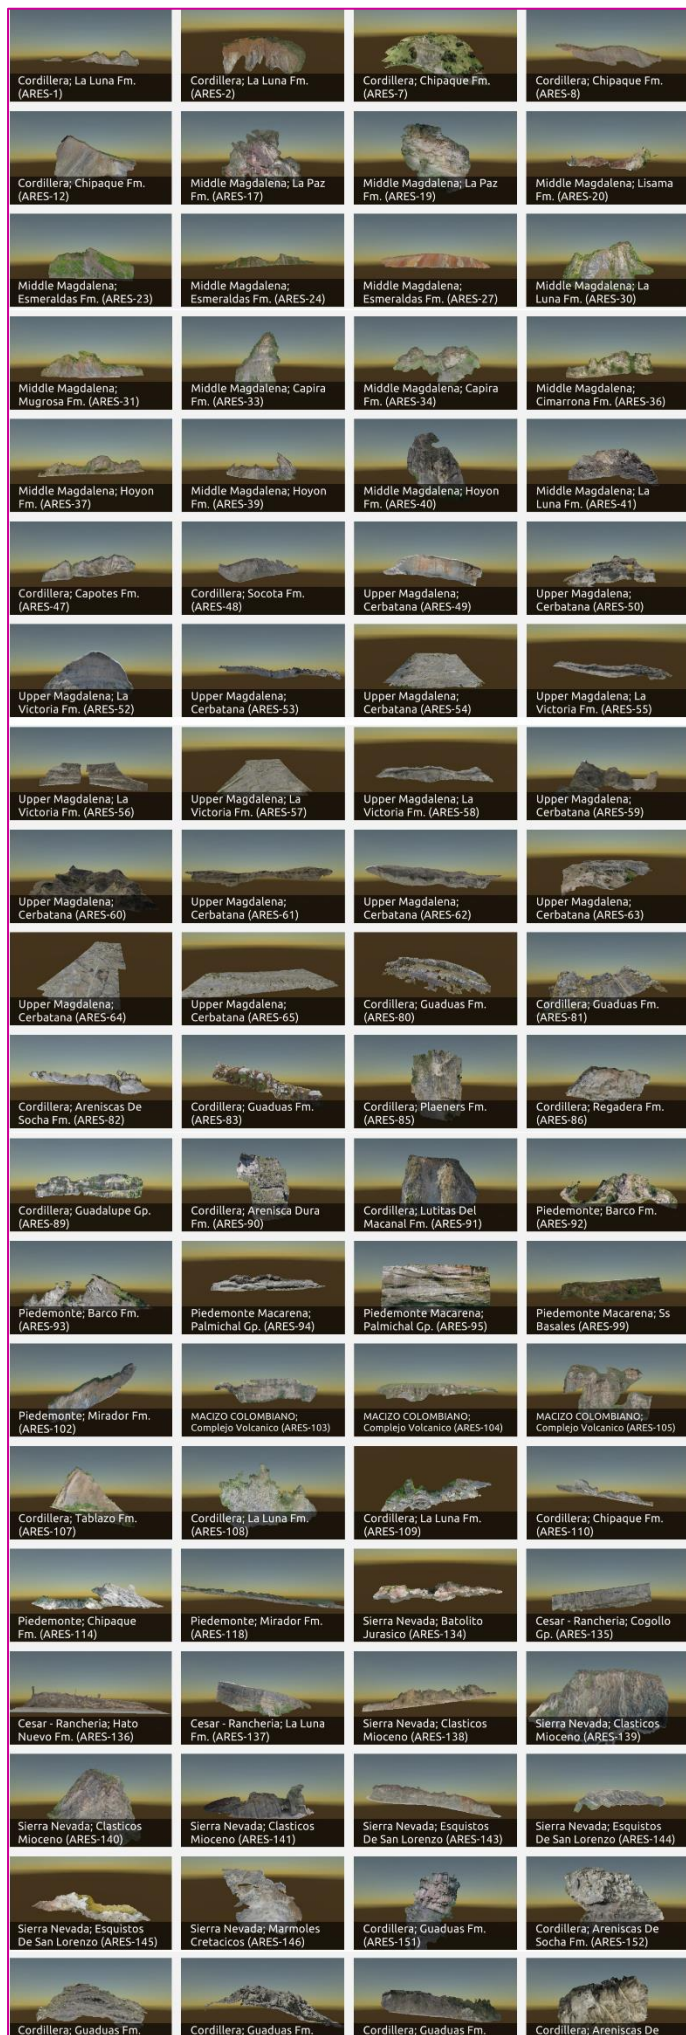 Cordillera; La Luna Fm.
(ARES-1)
Cordillera; La Luna Fm.
(ARES-2)
Cordillera; Chipaque Fm.
(ARES-7)
Cordillera; Chipaque Fm.
(ARES-8)
Cordillera; Chipaque Fm.
(ARES-12)
Middle Magdalena; La Paz
Fm. (ARES-17)
Middle Magdalena; La Paz
Fm. (ARES-19)
Middle Magdalena; Lisama
Fm. (ARES-20)
Middle Magdalena;
Esmeraldas Fm. (ARES-23)
Middle Magdalena;
Esmeraldas Fm. (ARES-24)
Middle Magdalena;
Esmeraldas Fm. (ARES-27)
Middle Magdalena; La
Luna Fm. (ARES-30)
Middle Magdalena;
Mugrosa Fm. (ARES-31)
Middle Magdalena; Capira
Fm. (ARES-33)
Middle Magdalena; Capira
Fm. (ARES-34)
Middle Magdalena;
Cimarrona Fm. (ARES-36)
Middle Magdalena; Hoyon
Fm. (ARES-37)
Middle Magdalena; Hoyon
Fm. (ARES-39)
Middle Magdalena; Hoyon
Fm. (ARES-40)
Middle Magdalena; La
Luna Fm. (ARES-41)
Cordillera; Capotes Fm.
(ARES-47)
Cordillera; Socota Fm.
(ARES-48)
Upper Magdalena;
Cerbatana (ARES-49)
Upper Magdalena;
Cerbatana (ARES-50)
Upper Magdalena; La
Victoria Fm. (ARES-52)
Upper Magdalena;
Cerbatana (ARES-53)
Upper Magdalena;
Cerbatana (ARES-54)
Upper Magdalena; La
Victoria Fm. (ARES-55)
Upper Magdalena; La
Victoria Fm. (ARES-56)
Upper Magdalena; La
Victoria Fm. (ARES-57)
Upper Magdalena; La
Victoria Fm. (ARES-58)
Upper Magdalena;
Cerbatana (ARES-59)
Upper Magdalena;
Cerbatana (ARES-60)
Upper Magdalena;
Cerbatana (ARES-61)
Upper Magdalena;
Cerbatana (ARES-62)
Upper Magdalena;
Cerbatana (ARES-63)
Upper Magdalena;
Cerbatana (ARES-64)
Upper Magdalena;
Cerbatana (ARES-65)
Cordillera; Guaduas Fm.
(ARES-80)
Cordillera; Guaduas Fm.
(ARES-81)
Cordillera; Areniscas De
Socha Fm. (ARES-82)
Cordillera; Guaduas Fm.
(ARES-83)
Cordillera; Plaeners Fm.
(ARES-85)
Cordillera; Regadera Fm.
(ARES-86)
Cordillera; Guadalupe Gp.
(ARES-89)
Cordillera; Arenisca Dura
Fm. (ARES-90)
Cordillera; Lutitas Del
Macanal Fm. (ARES-91)
Piedemonte; Barco Fm.
(ARES-92)
Piedemonte; Barco Fm.
(ARES-93)
Piedemonte Macarena;
Palmichal Gp. (ARES-94)
Piedemonte Macarena;
Palmichal Gp. (ARES-95)
Piedemonte Macarena; Ss
Basales (ARES-99)
Piedemonte; Mirador Fm.
(ARES-102)
MACIZO COLOMBIANO;
Complejo Volcanico (ARES-103)
MACIZO COLOMBIANO;
Complejo Volcanico (ARES-104)
MACIZO COLOMBIANO;
Complejo Volcanico (ARES-105)
Cordillera; Tablazo Fm.
(ARES-107)
Cordillera; La Luna Fm.
(ARES-108)
Cordillera; La Luna Fm.
(ARES-109)
Cordillera; Chipaque Fm.
(ARES-110)
Piedemonte; Chipaque
Fm. (ARES-114)
Piedemonte; Mirador Fm.
(ARES-118)
Sierra Nevada; Batolito
Jurasico (ARES-134)
Cesar - Rancheria; Cogollo
Gp. (ARES-135)
Cesar - Rancheria; Hato
Nuevo Fm. (ARES-136)
Cesar - Rancheria; La Luna
Fm. (ARES-137)
Sierra Nevada; Clasticos
Mioceno (ARES-138)
Sierra Nevada; Clasticos
Mioceno (ARES-139)
Sierra Nevada; Clasticos
Mioceno (ARES-140)
Sierra Nevada; Clasticos
Mioceno (ARES-141)
Sierra Nevada; Esquistos
De San Lorenzo (ARES-143)
Sierra Nevada; Esquistos
De San Lorenzo (ARES-144)
Sierra Nevada; Esquistos
De San Lorenzo (ARES-145)
Sierra Nevada; Marmoles
Cretacicos (ARES-146)
Cordillera; Guaduas Fm.
(ARES-151)
Cordillera; Areniscas De
Socha Fm. (ARES-152)
Cordillera; Guaduas Fm.
Cordillera; Guaduas Fm.
Cordillera; Guaduas Fm.
Cordillera; Areniscas De